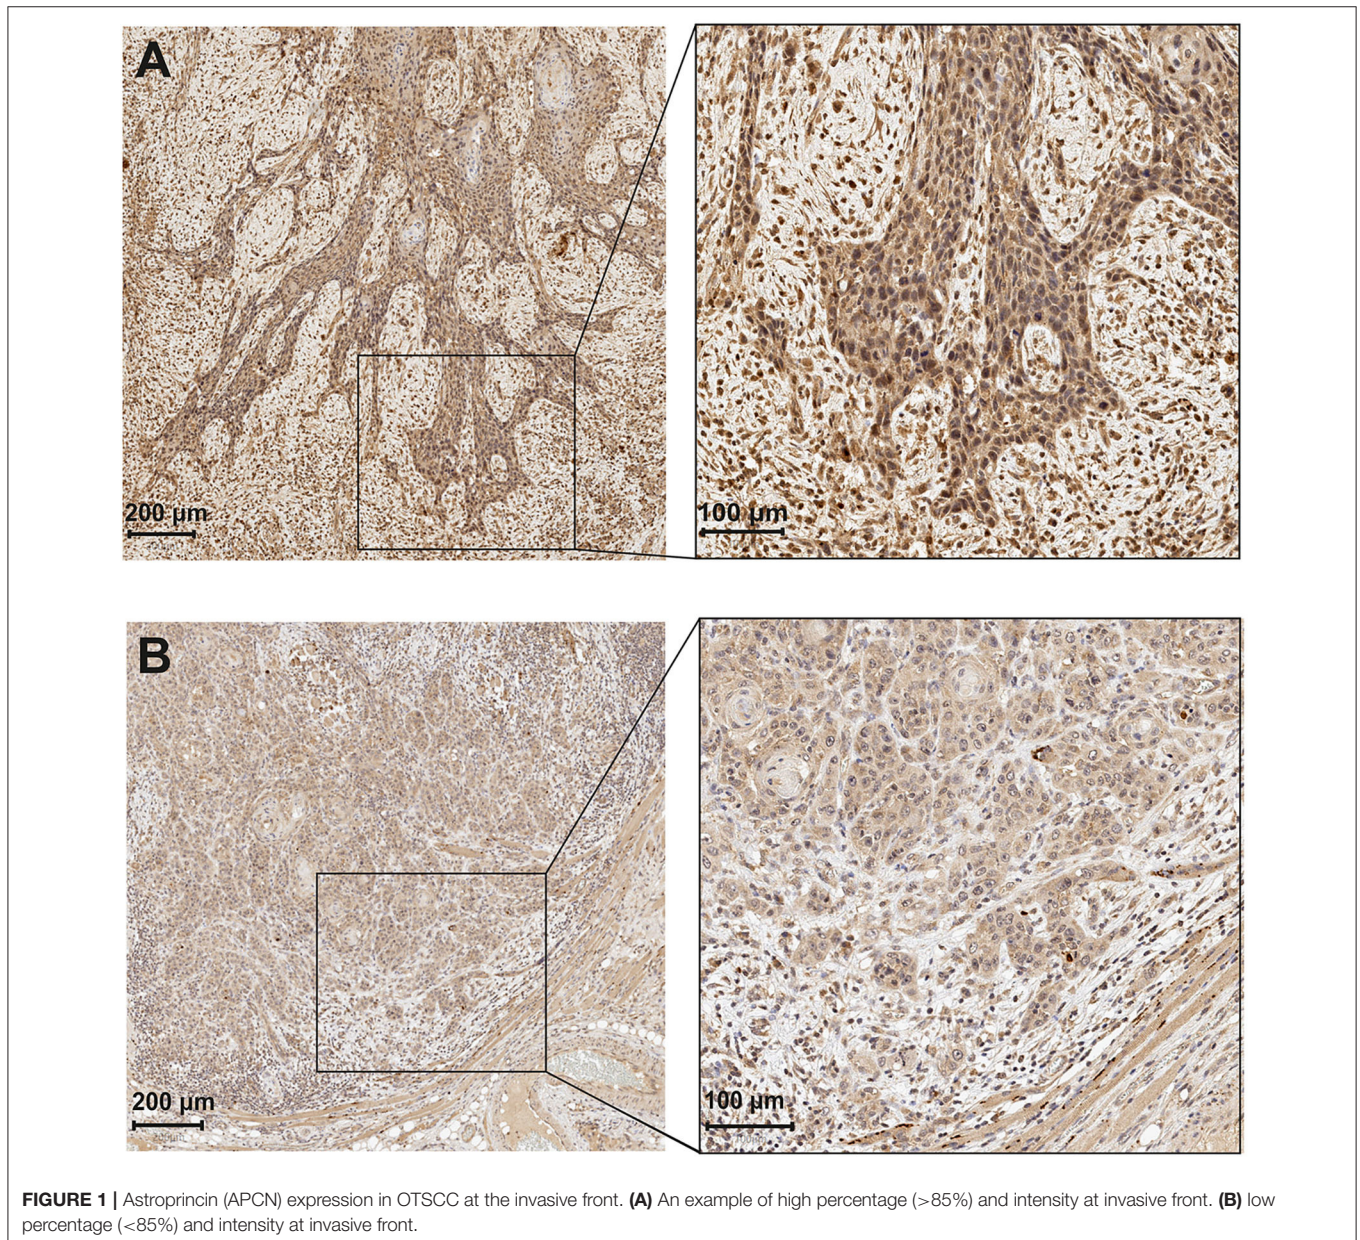 A
200 µm
100 µm
B
200 µm
200µm
100 µm
100µm
FIGURE 1 | Astroprincin (APCN) expression in OTSCC at the invasive front. (A) An example of high percentage (>85%) and intensity at invasive front. (B) low
percentage (<85%) and intensity at invasive front.